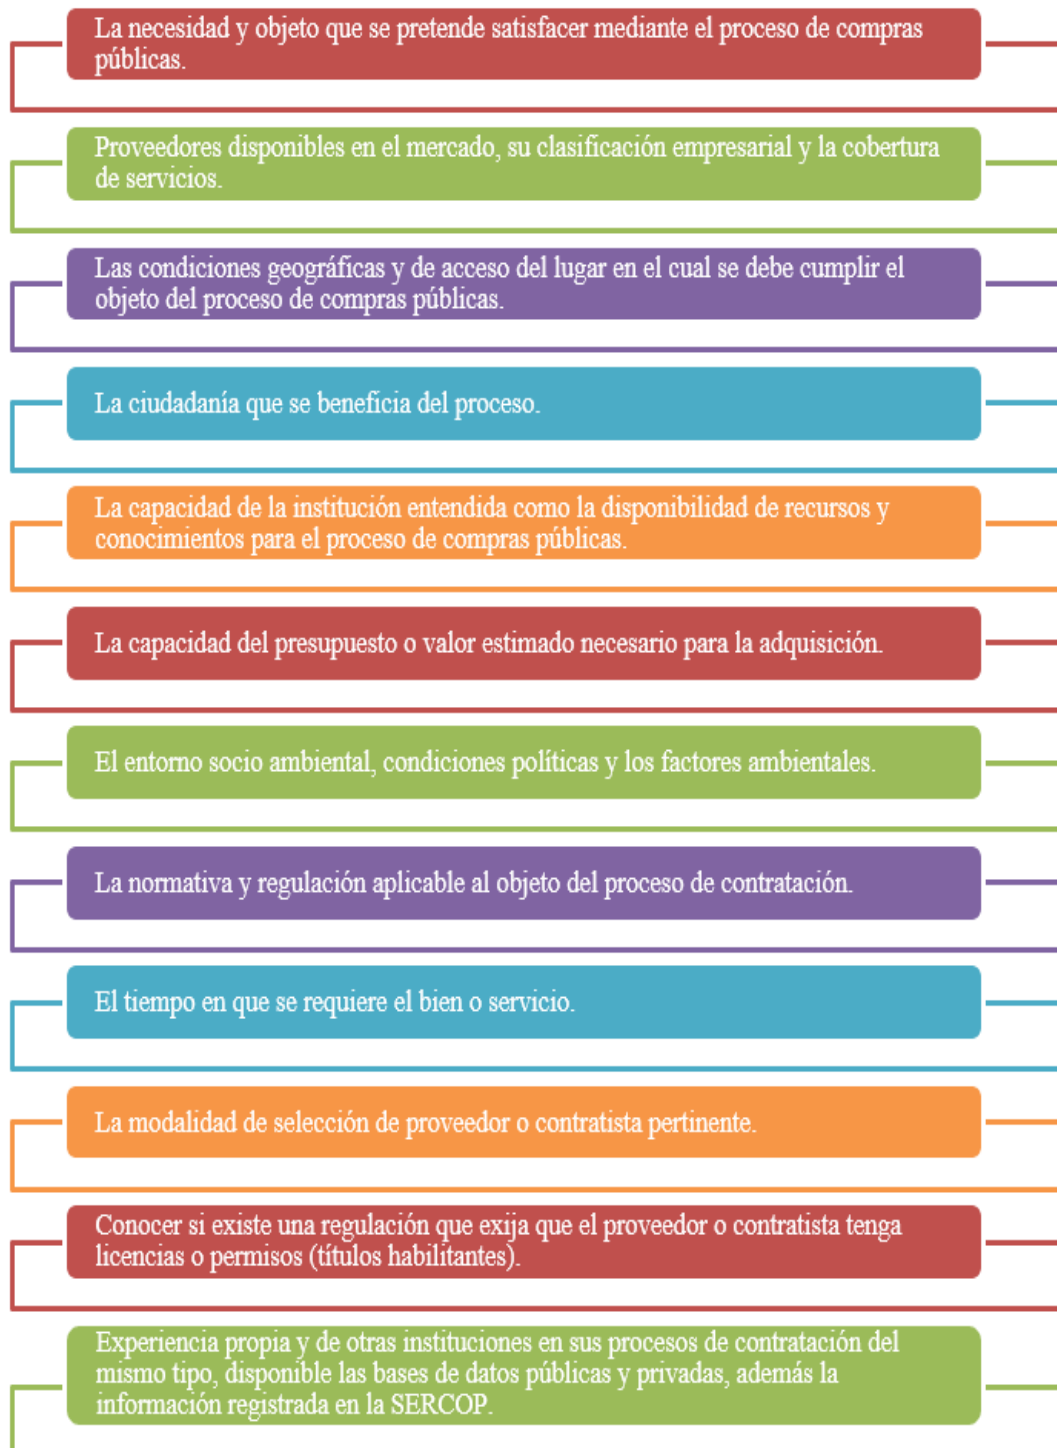 La necesidad y objeto que se pretende satisfacer mediante el proceso de compras
públicas.
Proveedores disponibles en el mercado, su clasificación empresarial y la cobertura
de servicios.
Las condiciones geográficas y de acceso del lugar en el cual se debe cumplir el
objeto del proceso de compras públicas.
La ciudadanía que se beneficia del proceso.
La capacidad de la institución entendida como la disponibilidad de recursos y
conocimientos para el proceso de compras públicas.
La capacidad del presupuesto o valor estimado necesario para la adquisición.
El entorno socio ambiental, condiciones políticas y los factores ambientales.
La normativa y regulación aplicable al objeto del proceso de contratación.
El tiempo en que se requiere el bien o servicio.
La modalidad de selección de proveedor o contratista pertinente.
Conocer si existe una regulación que exija que el proveedor o contratista tenga
licencias o permisos (títulos habilitantes).
Experiencia propia y de otras instituciones en sus procesos de contratación del
mismo tipo, disponible las bases de datos públicas y privadas, además la
información registrada en la SERCOP.